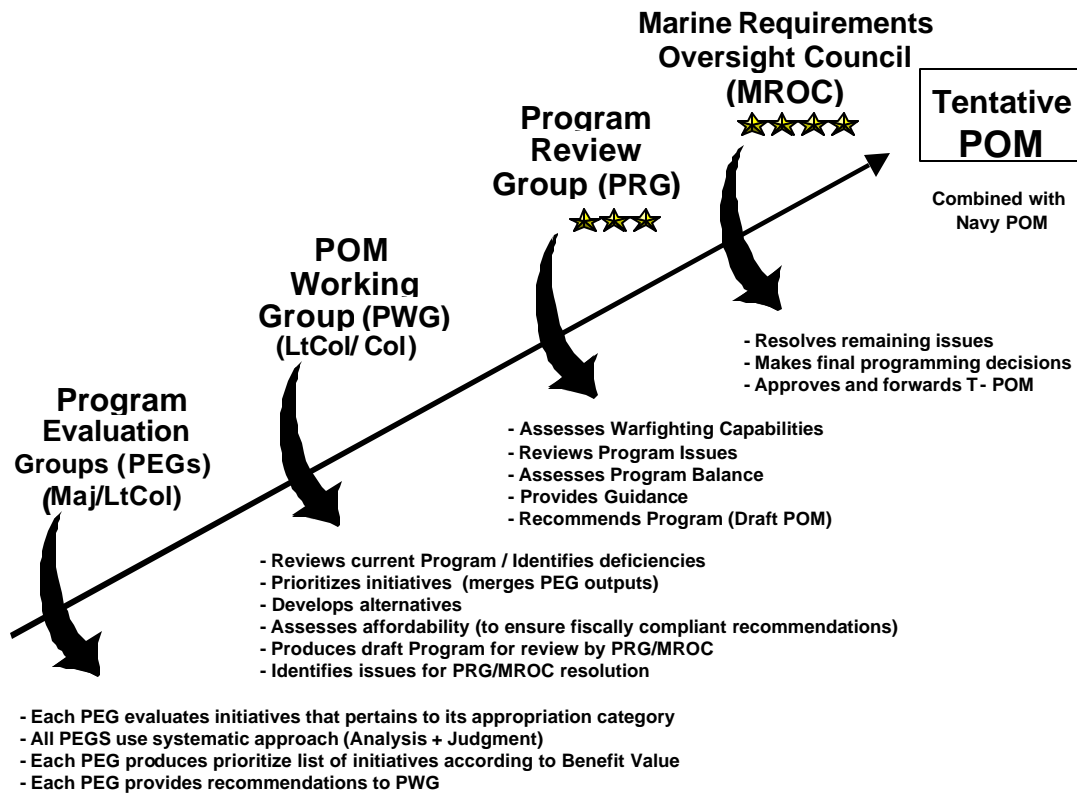 Marine Requirements
Oversight Council
(MROC)
Tentative
POM
Combined with
Navy POM
Program
Review
Group (PRG)
POM
Working
Group (PWG)
(LtCol/ Col)
Program
Evaluation
Groups (PEGs)
(Maj/LtCol)
- Resolves remaining issues
- Makes final programming decisions
- Approves and forwards T- POM
- Assesses Warfighting Capabilities
- Reviews Program Issues
- Assesses Program Balance
- Provides Guidance
- Recommends Program (Draft POM)
- Reviews current Program / Identifies deficiencies
- Prioritizes initiatives (merges PEG outputs)
- Develops alternatives
- Assesses affordability (to ensure fiscally compliant recommendations)
- Produces draft Program for review by PRG/MROC
- Identifies issues for PRG/MROC resolution
- Each PEG evaluates initiatives that pertains to its appropriation category
- All PEGS use systematic approach (Analysis + Judgment)
- Each PEG produces prioritize list of initiatives according to Benefit Value
- Each PEG provides recommendations to PWG